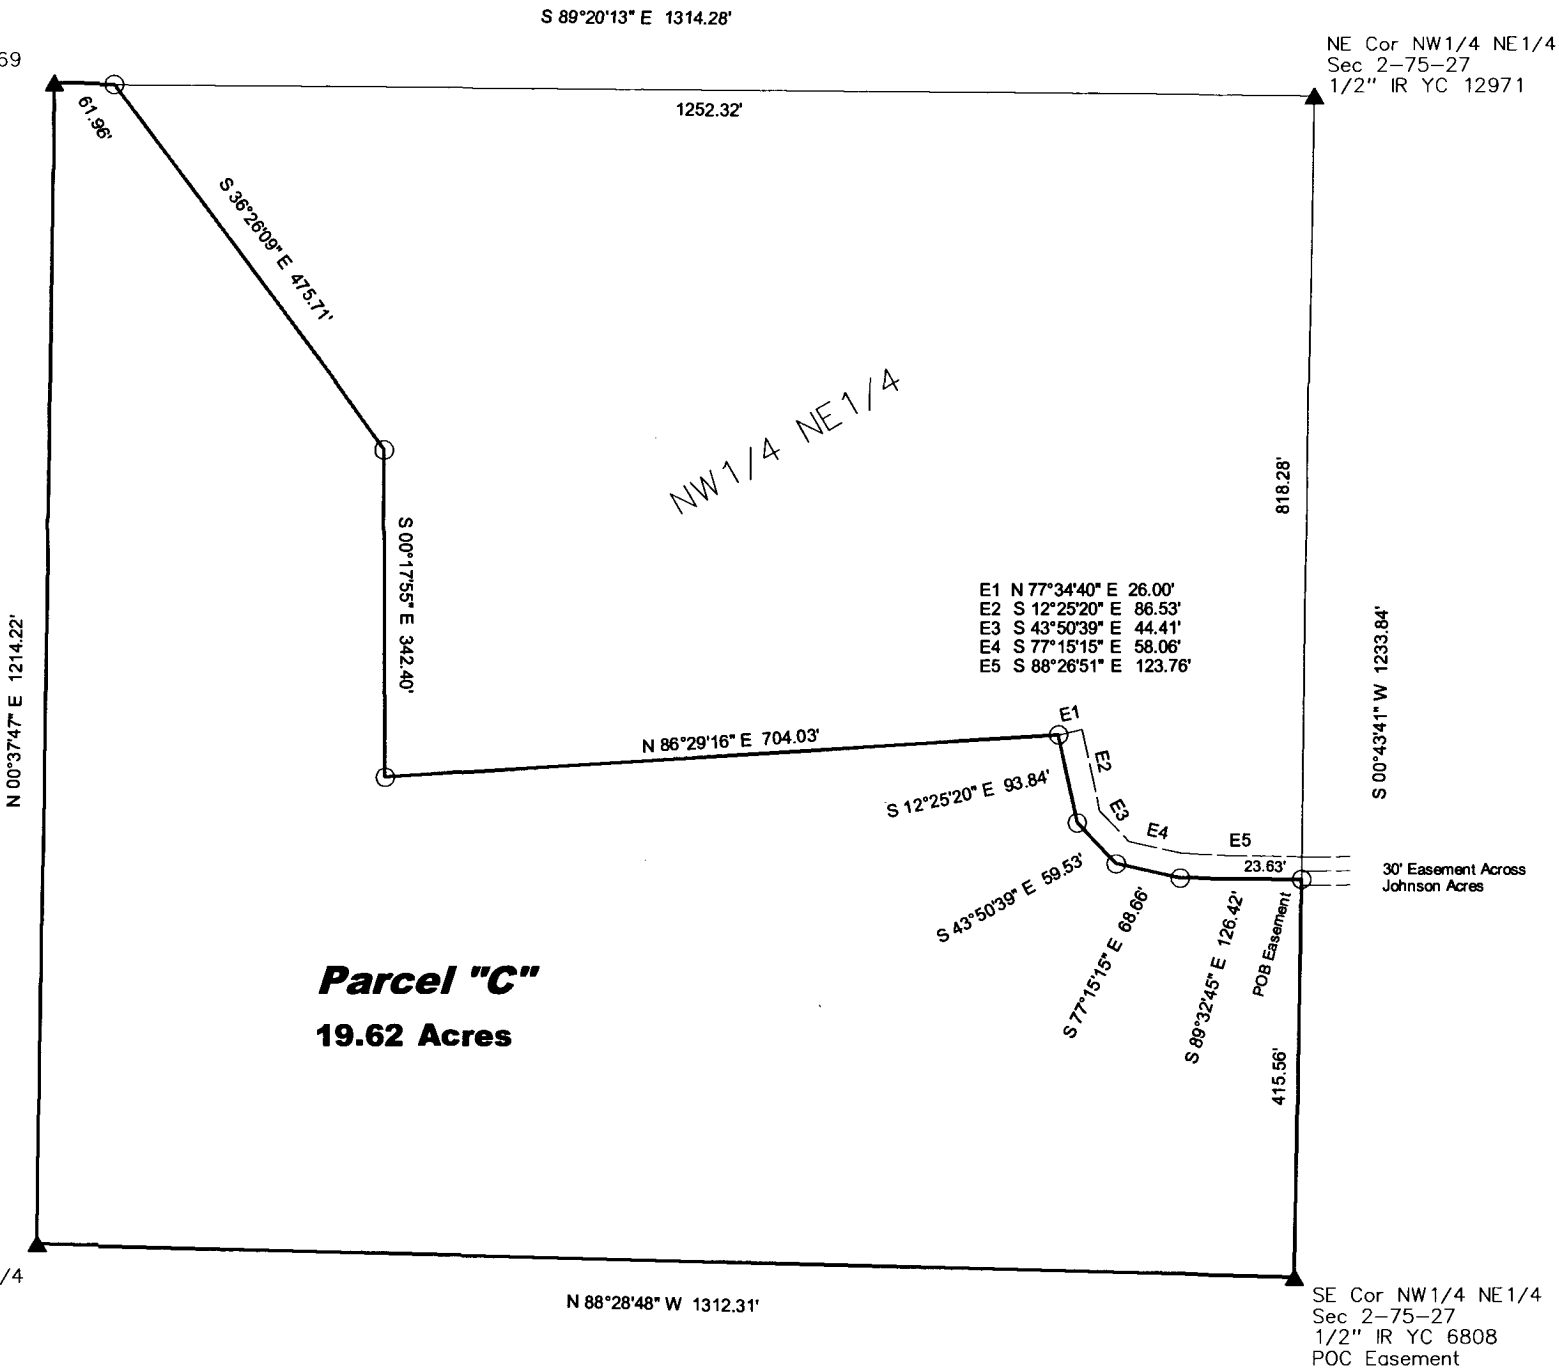 S 89°20'13" E 1314.28'
69
NE Cor NW1/4 NE1/4
Sec 2-75-27
1/2" IR YC 12971
61.96'
1252.32'
S 36°26'09" E 475.71'
NW1/4 NE1/4
818.28'
S 00°17'55" E 342.40'
E1 N 77°34'40" E 26.00'
E2 S 12°25'20" E 86.53'
E3 S 43°50'39" E 44.41'
E4 S 77°15'15" E 58.06'
E5 S 88°26'51" E 123.76'
N 00°37'47" E 1214.22'
S 00°43'41" W 1233.84'
E1
N 86°29'16" E 704.03'
E2
S 12°25'20" E 93.84'
E3
E4
E5
23.63'
30' Easement Across
Johnson Acres
S 43°50'39" E 59.53'
S 77°15'15" E 68.66'
S 89°32'45" E 126.42'
POB Easement
Parcel "C"
19.62 Acres
415.56'
/4
N 88°28'48" W 1312.31'
SE Cor NW1/4 NE1/4
Sec 2-75-27
1/2" IR YC 6808
POC Easement